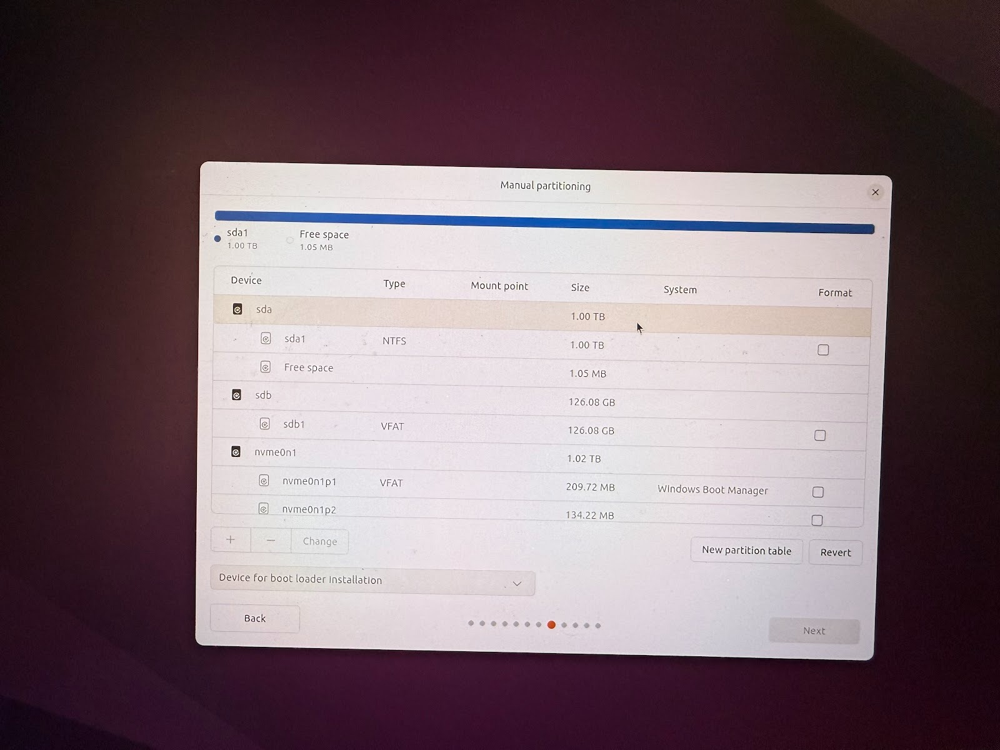 Manual partitioning
sda1
1.00 TB
Free space
1.05 MB
Device Type Mount point Size System Format
sda 1.00 TB
sda1 NTFS 1.00 TB
Free space 1.05 MB
sdb 126.08 GB
sdb1 VFAT 126.08 GB
nvme0n1 1.02 TB
nvme0n1p1 VFAT 209.72 MB Windows Boot Manager
nvme0n1p2 134.22 MB
+ − Change
New partition table Revert
Device for boot loader installation
Back
Next